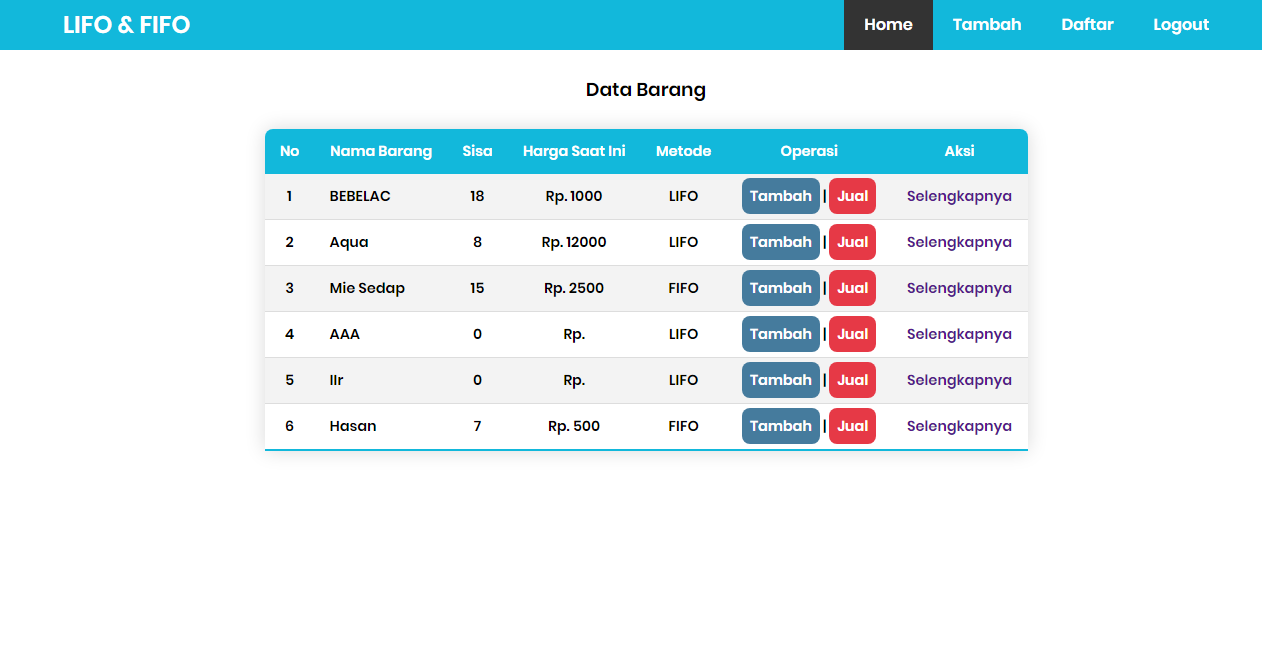 LIFO & FIFO Home Tambah Daftar Logout
Data Barang
No Nama Barang Sisa Harga Saat Ini Metode Operasi Aksi
1 BEBELAC 18 Rp. 1000 LIFO Tambah | Jual Selengkapnya
2 Aqua 8 Rp. 12000 LIFO Tambah | Jual Selengkapnya
3 Mie Sedap 15 Rp. 2500 FIFO Tambah | Jual Selengkapnya
4 AAA 0 Rp. LIFO Tambah | Jual Selengkapnya
5 llr 0 Rp. LIFO Tambah | Jual Selengkapnya
6 Hasan 7 Rp. 500 FIFO Tambah | Jual Selengkapnya